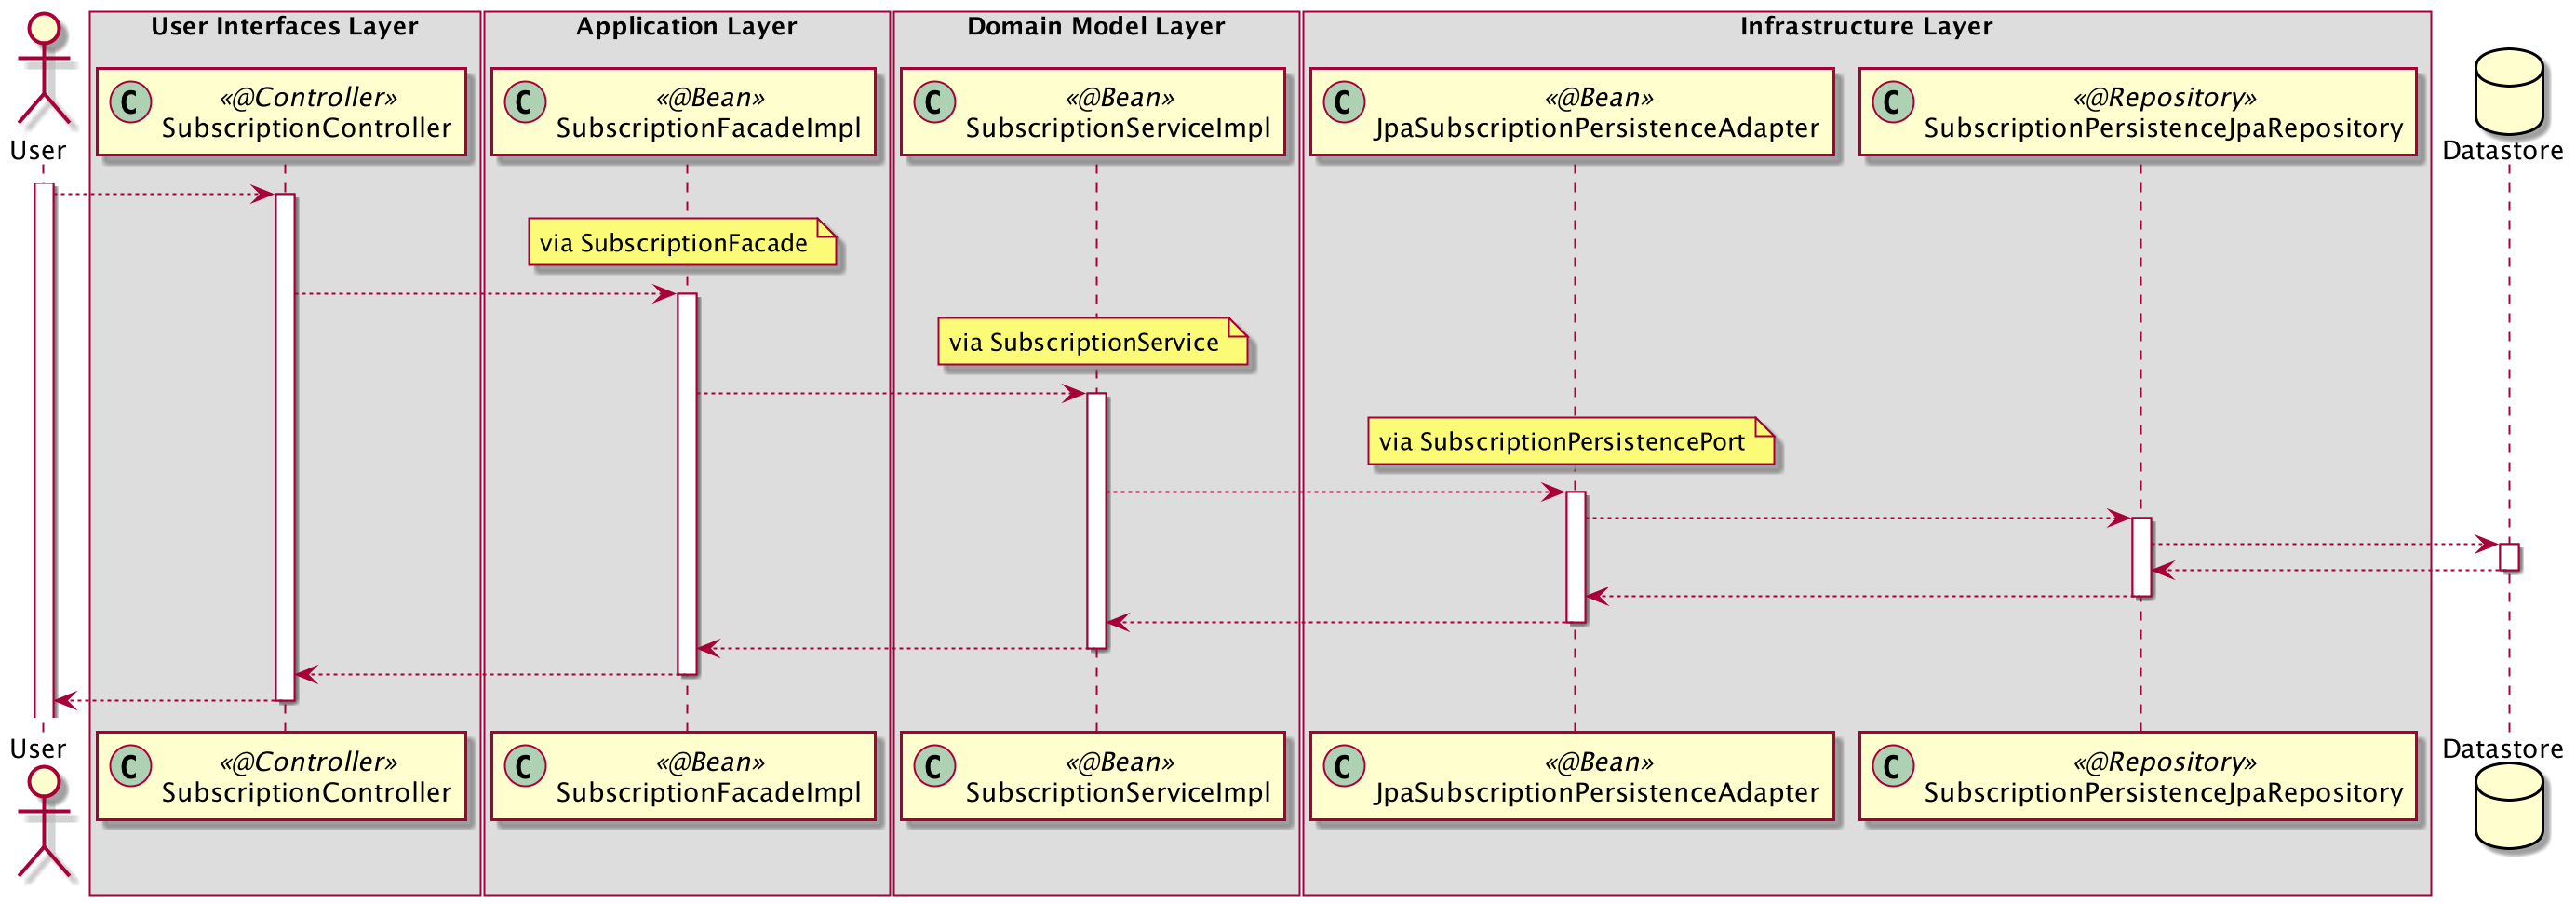 User Interfaces Layer
Application Layer
Domain Model Layer
Infrastructure Layer
User
C
«@Controller»
SubscriptionController
C
«@Bean»
SubscriptionFacadeImpl
C
«@Bean»
SubscriptionServiceImpl
C
«@Bean»
JpaSubscriptionPersistenceAdapter
C
«@Repository»
SubscriptionPersistenceJpaRepository
Datastore
via SubscriptionFacade
via SubscriptionService
via SubscriptionPersistencePort
User
C
«@Controller»
SubscriptionController
C
«@Bean»
SubscriptionFacadeImpl
C
«@Bean»
SubscriptionServiceImpl
C
«@Bean»
JpaSubscriptionPersistenceAdapter
C
«@Repository»
SubscriptionPersistenceJpaRepository
Datastore